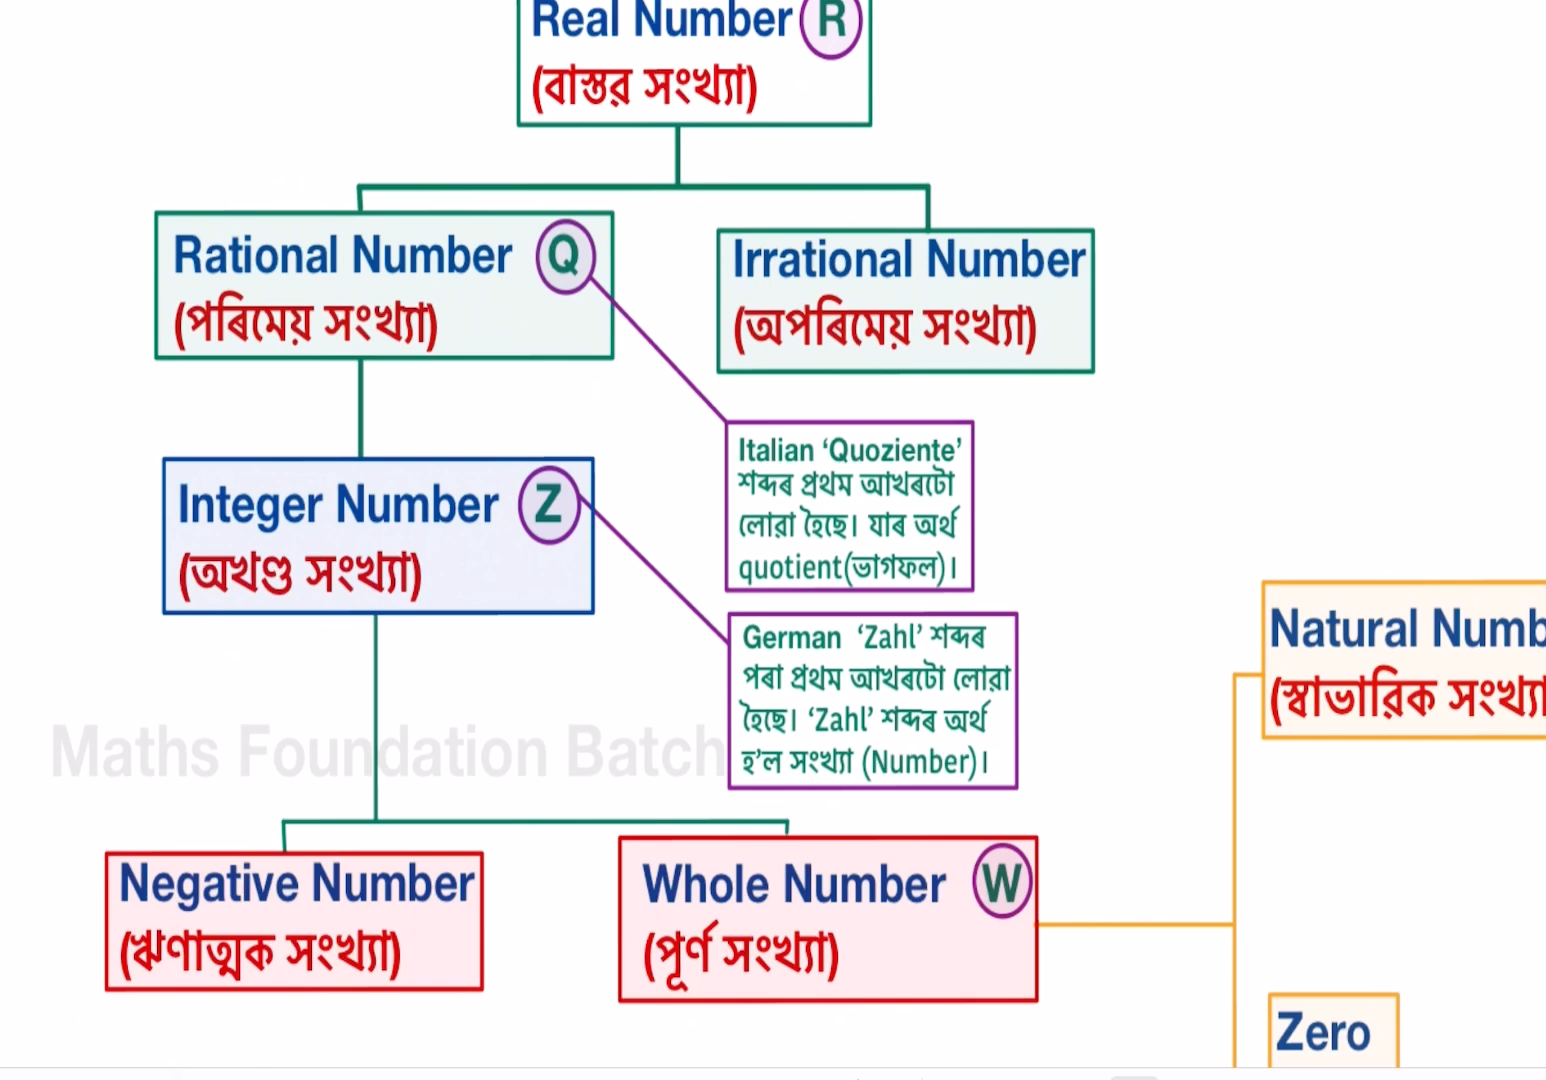 Real Number R
(বাস্তৱ সংখ্যা)
Rational Number Q
(পৰিমেয় সংখ্যা)
Irrational Number
(অপৰিমেয় সংখ্যা)
Italian ‘Quoziente’
শব্দৰ প্ৰথম আখৰটো
লোৱা হৈছে। যাৰ অৰ্থ
quotient(ভাগফল)।
Integer Number Z
(অখণ্ড সংখ্যা)
German ‘Zahl’ শব্দৰ
পৰা প্ৰথম আখৰটো লোৱা
হৈছে। ‘Zahl’ শব্দৰ অৰ্থ
হ’ল সংখ্যা (Number)।
Natural Numb
(স্বাভাৱিক সংখ্যা
Maths Foundation Batch
Negative Number
(ঋণাত্মক সংখ্যা)
Whole Number W
(পূৰ্ণ সংখ্যা)
Zero